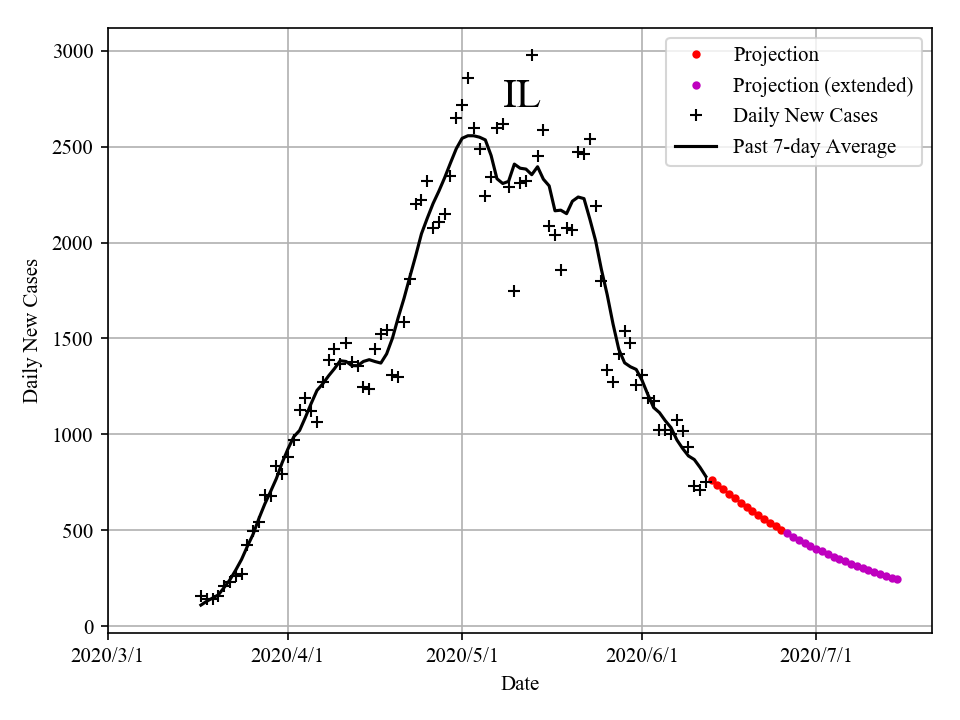 3000
2500
2000
1500
1000
500
0
Daily New Cases
IL
Projection
Projection (extended)
Daily New Cases
Past 7-day Average
2020/3/1 2020/4/1 2020/5/1 2020/6/1 2020/7/1
Date